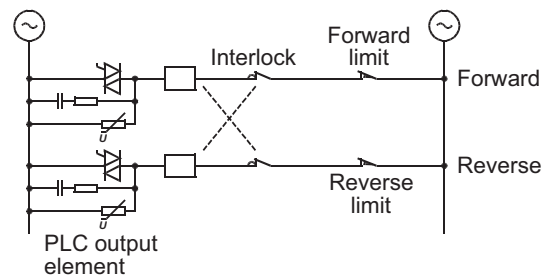 Interlock
Forward
limit
Forward
U
Reverse
Reverse
limit
U
PLC output
element